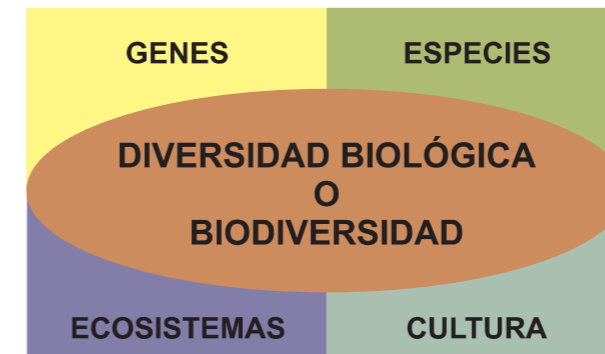 GENES
ESPECIES
DIVERSIDAD BIOLÓGICA
O
BIODIVERSIDAD
ECOSISTEMAS
CULTURA